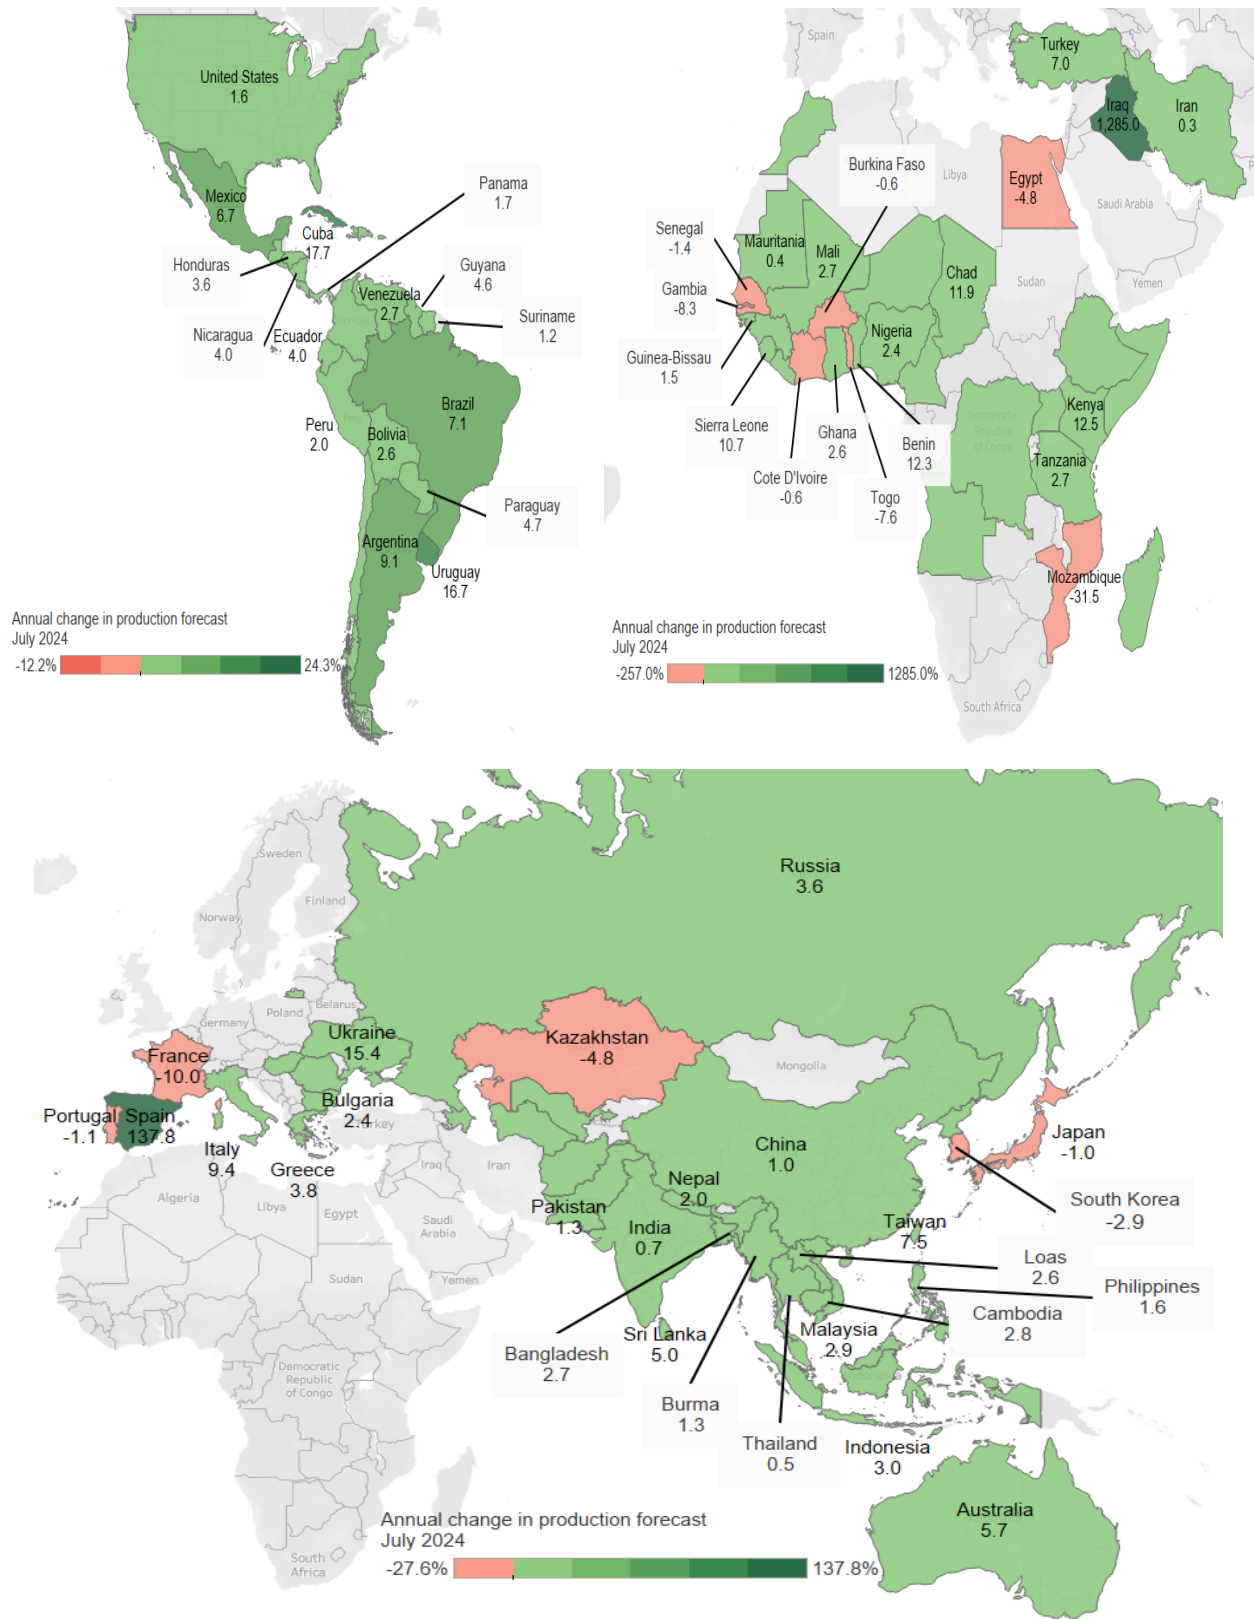 United States
1.6
Mexico
6.7
Cuba
17.7
Panama
1.7
Honduras
3.6
Guyana
4.6
Venezuela
2.7
Suriname
1.2
Nicaragua
4.0
Ecuador
4.0
Colombia
Brazil
7.1
Peru
2.0
Peru
Bolivia
2.6
Paraguay
4.7
Argentina
9.1
Uruguay
16.7
Annual change in production forecast
July 2024
-12.2%
24.3%
Spain
Turkey
7.0
Iraq
1,285.0
Iran
0.3
Burkina Faso
-0.6
Libya
Egypt
-4.8
Saudi Arabia
Senegal
-1.4
Mauritania
0.4
Mali
2.7
Chad
11.9
Sudan
Yemen
Gambia
-8.3
Nigeria
2.4
Guinea-Bissau
1.5
Sierra Leone
10.7
Ghana
2.6
Benin
12.3
Cote D'Ivoire
-0.6
Togo
-7.6
Democratic
Republic
of Congo
Kenya
12.5
Tanzania
2.7
Mozambique
-31.5
South Africa
Annual change in production forecast
July 2024
-257.0%
1285.0%
Russia
3.6
Sweden
Finland
Norway
Belarus
Poland
Germany
Ukraine
15.4
France
-10.0
Kazakhstan
-4.8
Mongolia
Portugal
-1.1
Spain
137.8
Bulgaria
2.4
Turkey
Italy
9.4
Greece
3.8
Iraq
Iran
China
1.0
Japan
-1.0
South Korea
-2.9
Nepal
2.0
Pakistan
1.3
India
0.7
Taiwan
7.5
Algeria
Libya
Egypt
Saudi
Arabia
Sudan
Yemen
Loas
2.6
Philippines
1.6
Cambodia
2.8
Bangladesh
2.7
Sri Lanka
5.0
Malaysia
2.9
Burma
1.3
Thailand
0.5
Indonesia
Indonesia
3.0
Democratic
Republic
of Congo
South
Africa
Australia
5.7
Annual change in production forecast
July 2024
-27.6%
137.8%